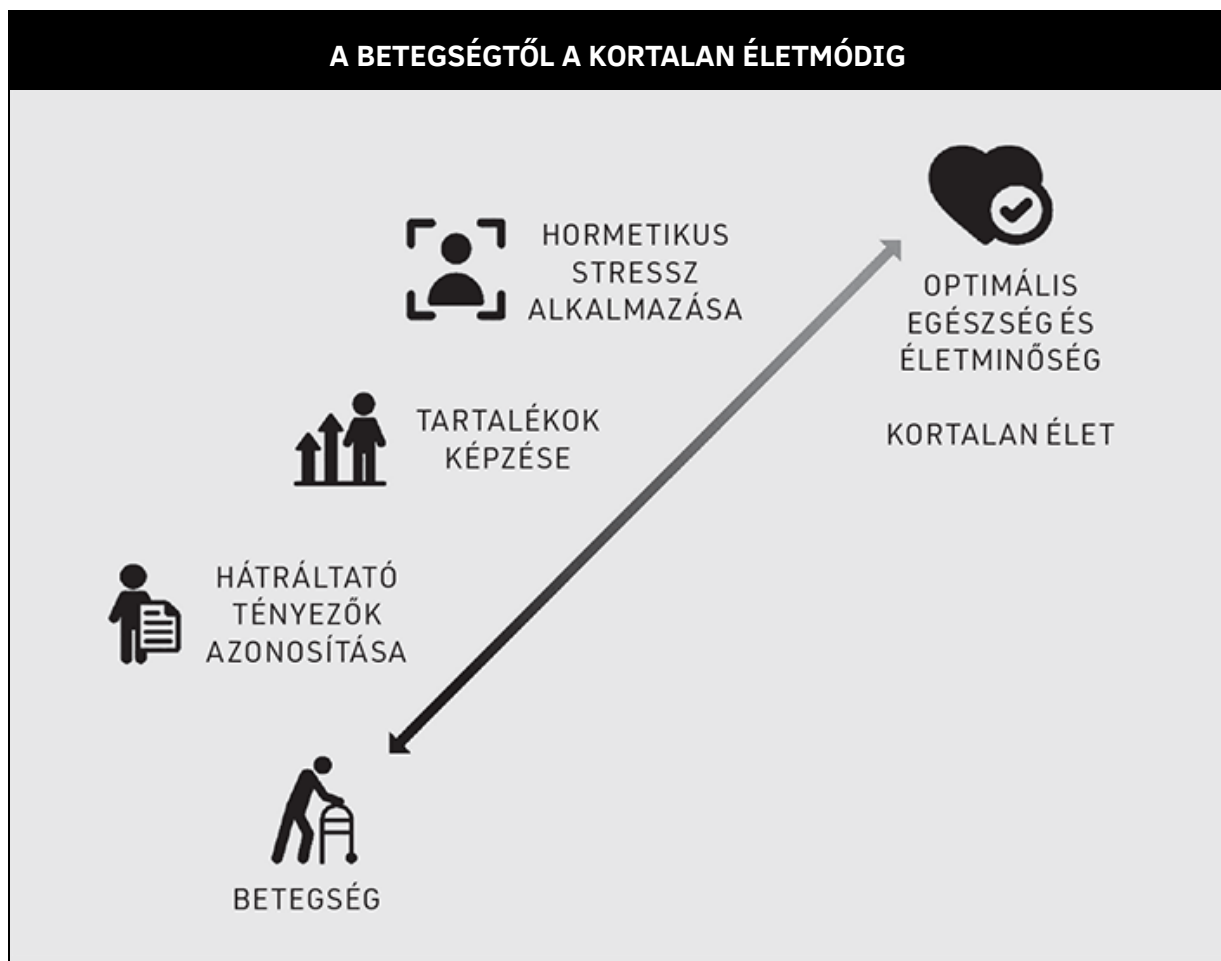 A BETEGSÉGTŐL A KORTALAN ÉLETMÓDIG
HORMETIKUS
STRESSZ
ALKALMAZÁSA
OPTIMÁLIS
EGÉSZSÉG ÉS
ÉLETMINŐSÉG
KORTALAN ÉLET
TARTALÉKOK
KÉPZÉSE
HÁTRÁLTATÓ
TÉNYEZŐK
AZONOSÍTÁSA
BETEGSÉG